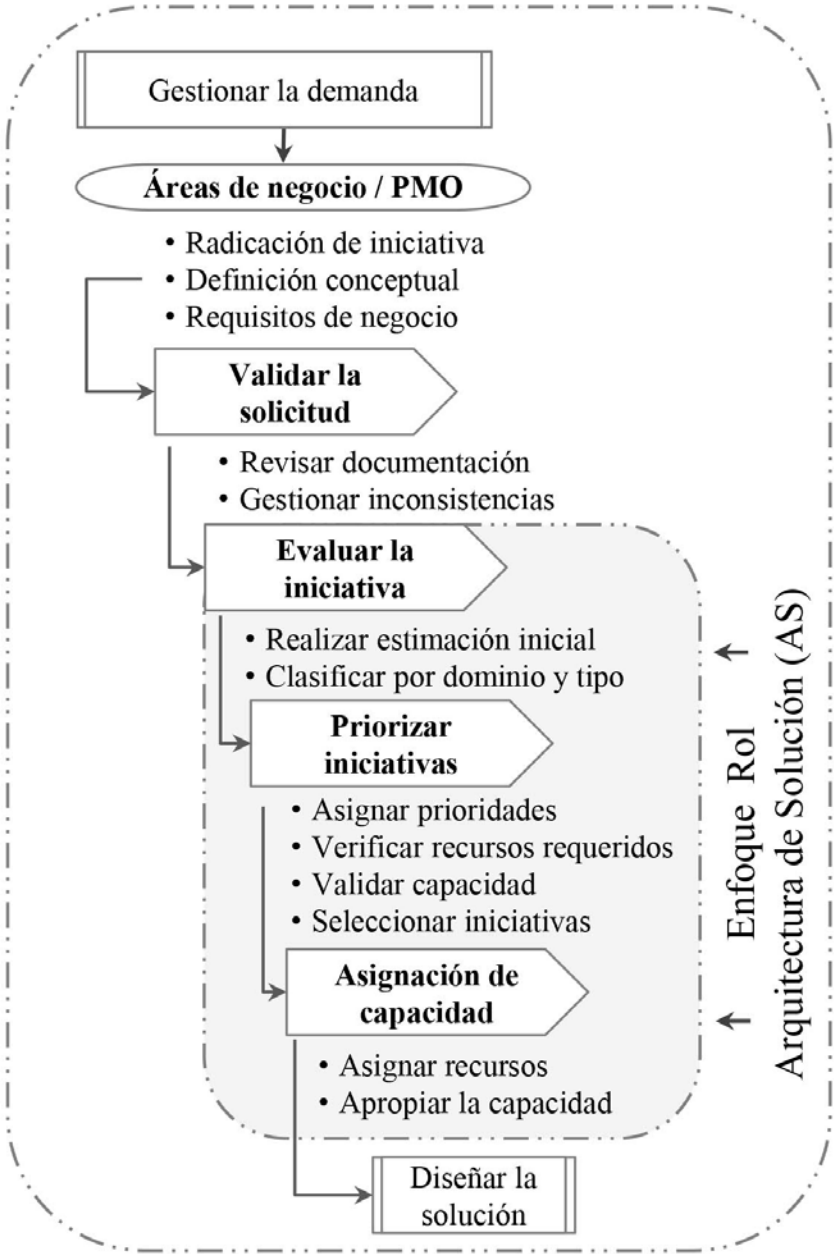 Gestionar la demanda
Áreas de negocio / PMO
• Radicación de iniciativa
• Definición conceptual
• Requisitos de negocio
Validar la
solicitud
• Revisar documentación
• Gestionar inconsistencias
Evaluar la
iniciativa
• Realizar estimación inicial
• Clasificar por dominio y tipo
Priorizar
iniciativas
• Asignar prioridades
• Verificar recursos requeridos
• Validar capacidad
• Seleccionar iniciativas
Asignación de
capacidad
• Asignar recursos
• Apropiar la capacidad
Diseñar la
solución
Enfoque Rol
Arquitectura de Solución (AS)